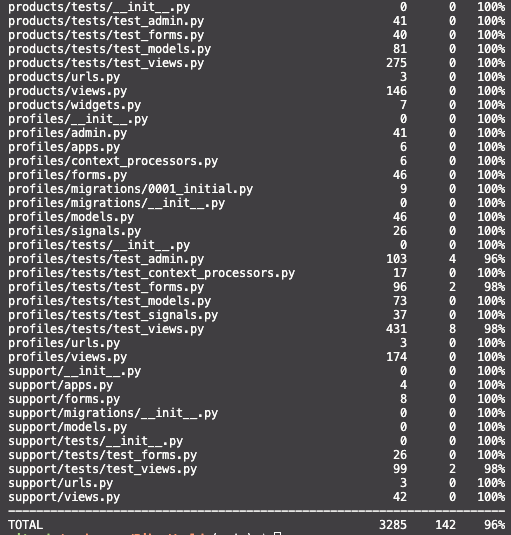 products/tests/__init__.py 0 0 100%
products/tests/test_admin.py 41 0 100%
products/tests/test_forms.py 40 0 100%
products/tests/test_models.py 81 0 100%
products/tests/test_views.py 275 0 100%
products/urls.py 3 0 100%
products/views.py 146 0 100%
products/widgets.py 7 0 100%
profiles/__init__.py 0 0 100%
profiles/admin.py 41 0 100%
profiles/apps.py 6 0 100%
profiles/context_processors.py 6 0 100%
profiles/forms.py 46 0 100%
profiles/migrations/0001_initial.py 9 0 100%
profiles/migrations/__init__.py 0 0 100%
profiles/models.py 46 0 100%
profiles/signals.py 26 0 100%
profiles/tests/__init__.py 0 0 100%
profiles/tests/test_admin.py 103 4 96%
profiles/tests/test_context_processors.py 17 0 100%
profiles/tests/test_forms.py 96 2 98%
profiles/tests/test_models.py 73 0 100%
profiles/tests/test_signals.py 37 0 100%
profiles/tests/test_views.py 431 8 98%
profiles/urls.py 3 0 100%
profiles/views.py 174 0 100%
support/__init__.py 0 0 100%
support/apps.py 4 0 100%
support/forms.py 8 0 100%
support/migrations/__init__.py 0 0 100%
support/models.py 0 0 100%
support/tests/__init__.py 0 0 100%
support/tests/test_forms.py 26 0 100%
support/tests/test_views.py 99 2 98%
support/urls.py 3 0 100%
support/views.py 42 0 100%
TOTAL 3285 142 96%